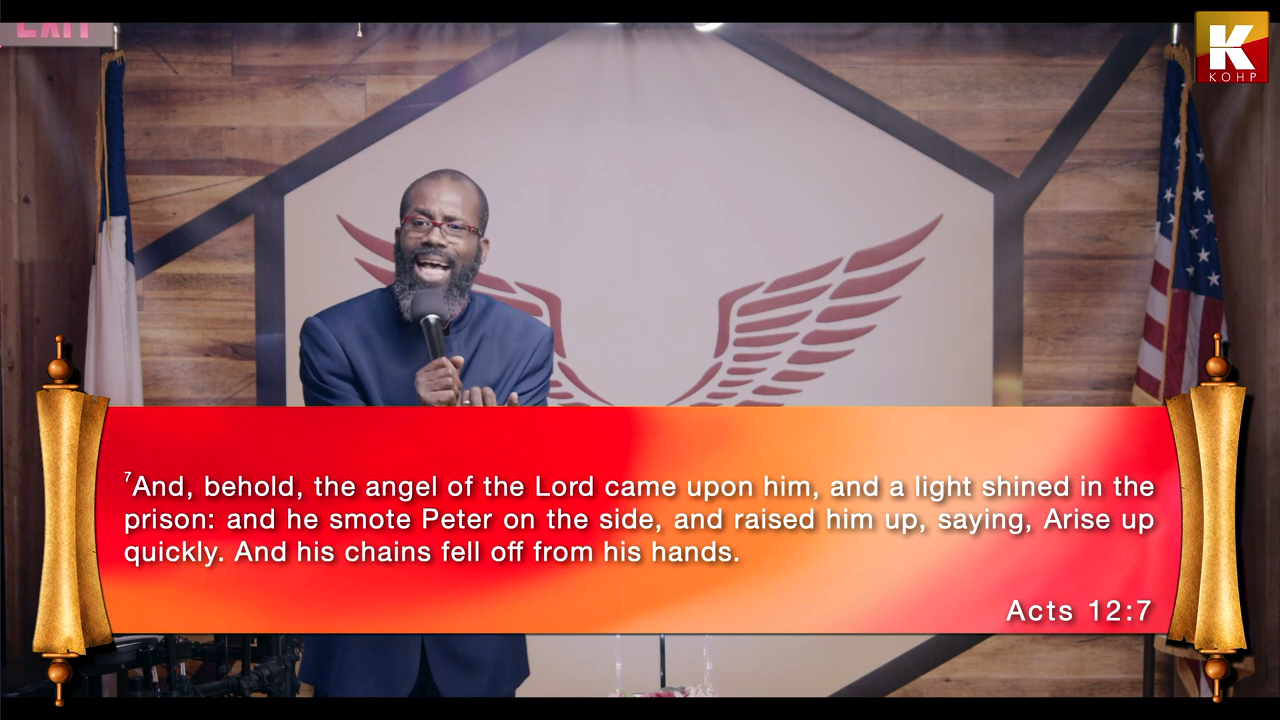 EXIT
K
KOHP
7And, behold, the angel of the Lord came upon him, and a light shined in the
prison: and he smote Peter on the side, and raised him up, saying, Arise up
quickly. And his chains fell off from his hands.
Acts 12:7